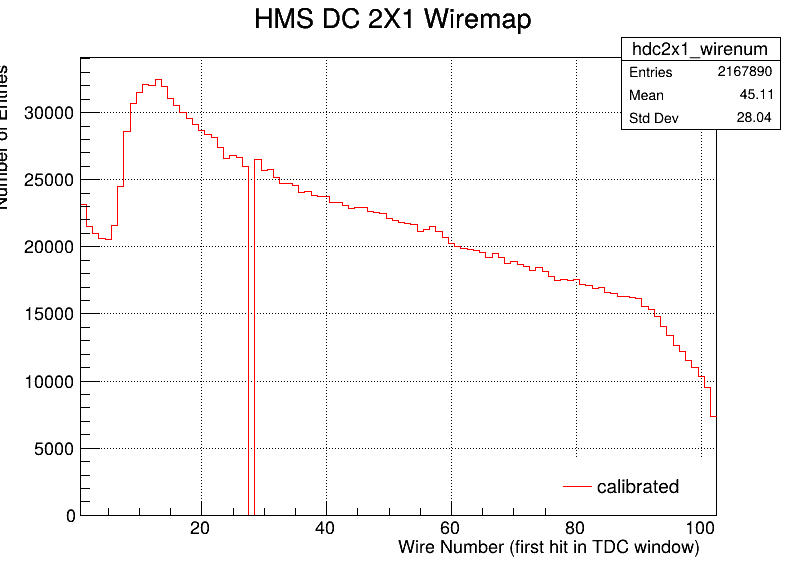 HMS DC 2X1 Wiremap
hdc2x1_wirenum
Entries 2167890
Mean 45.11
Std Dev 28.04
Number of Entries
30000
25000
20000
15000
10000
5000
0
20 40 60 80 100
calibrated
Wire Number (first hit in TDC window)